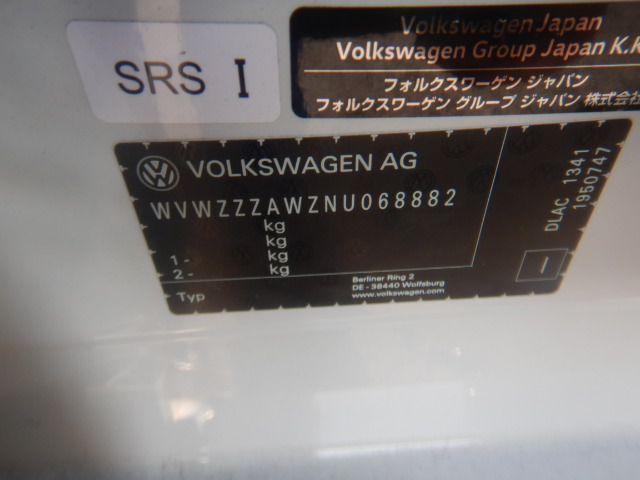 SRS I
Volkswagen Japan
Volkswagen Group Japan K.K
フォルクスワーゲン ジャパン
フォルクスワーゲン グループ ジャパン 株式会社
VOLKSWAGEN AG
WVWZZZAWZNU068882
kg
kg
1- kg
2- kg
Typ
Berliner Ring 2
DE - 38440 Wolfsburg
www.volkswagen.com
DLAC 1341
1950747
I